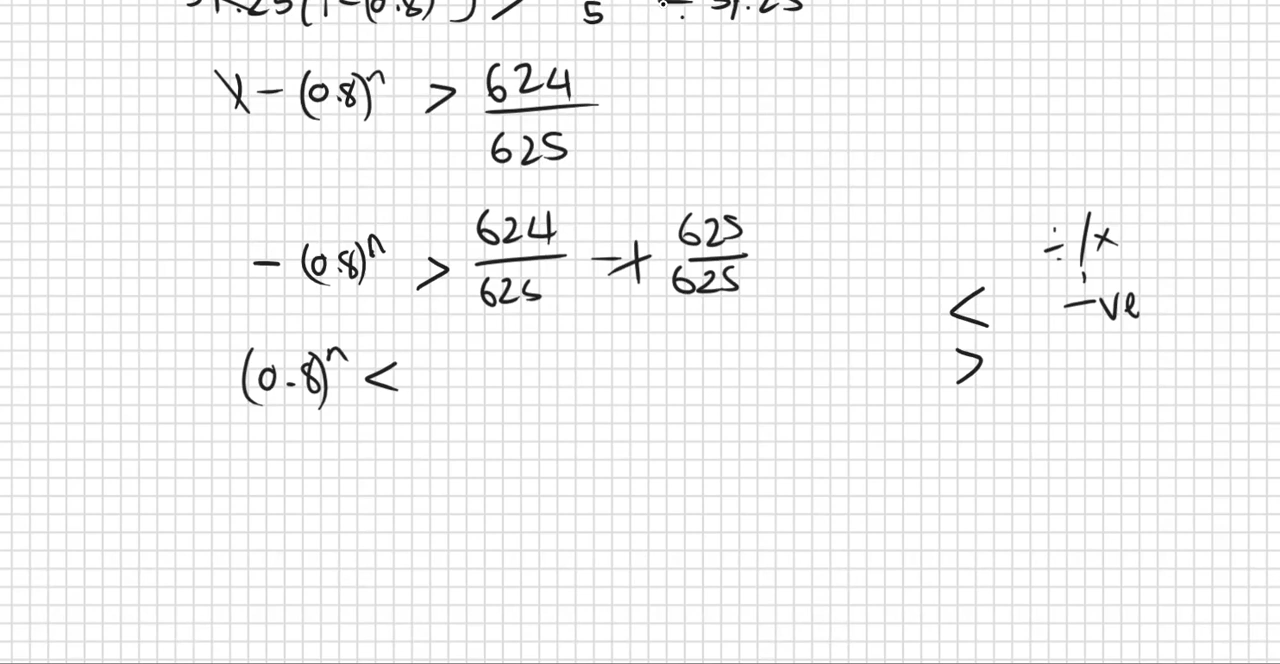 1 - (0.8)^n > 624/625
- (0.8)^n > 624/625 - 625/625
÷/×
-ve
<
>
(0.8)^n <